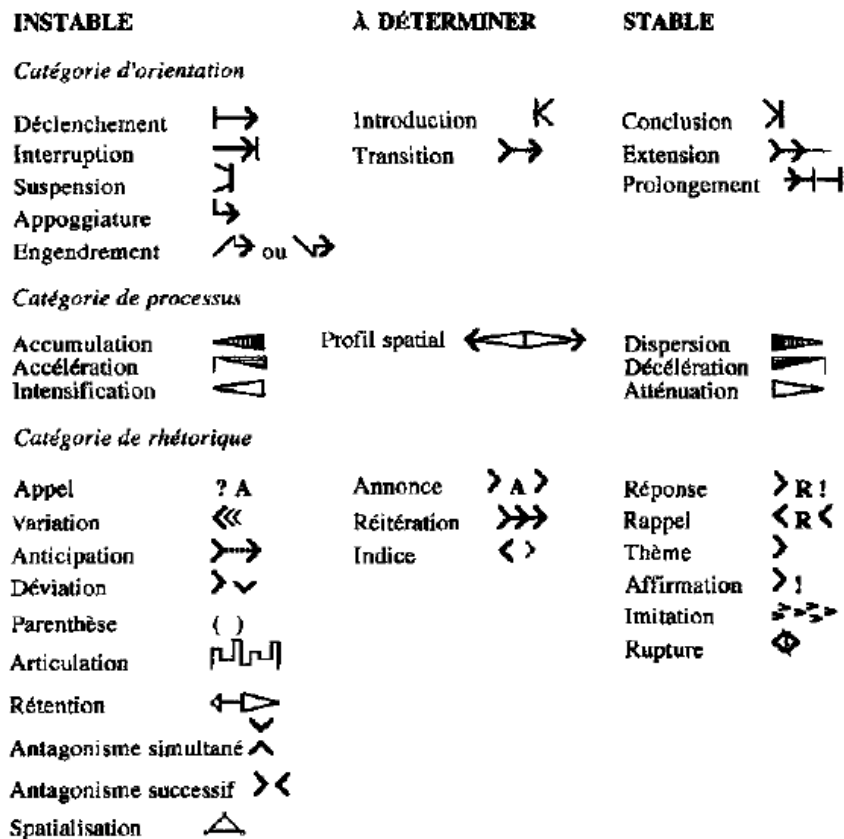 INSTABLE À DÉTERMINER STABLE
Catégorie d'orientation
Déclenchement Introduction Conclusion
Interruption Transition Extension
Suspension Prolongement
Appoggiature
Engendrement ou
Catégorie de processus
Accumulation Profil spatial Dispersion
Accélération Décélération
Intensification Atténuation
Catégorie de rhétorique
Appel ? A Annonce > A > Réponse > R !
Variation Réitération Rappel < R <
Anticipation Indice < > Thème >
Déviation Affirmation > !
Parenthèse ( ) Imitation
Articulation Rupture
Rétention
Antagonisme simultané
Antagonisme successif > <
Spatialisation